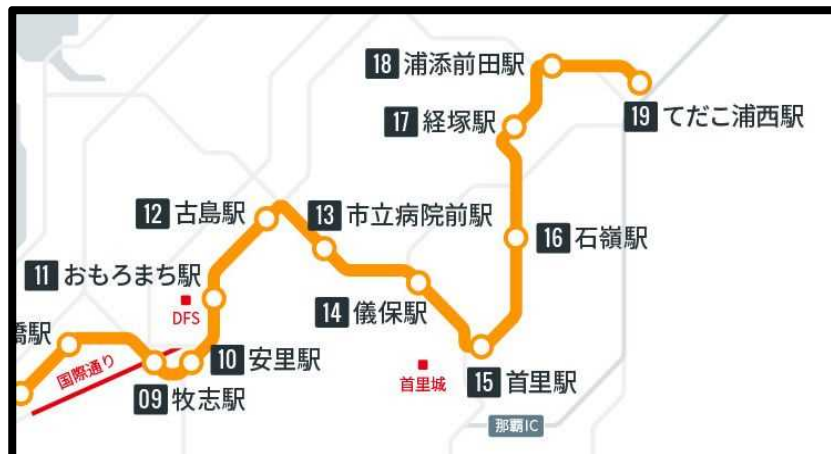 18 浦添前田駅
19 てだこ浦西駅
17 経塚駅
12 古島駅
13 市立病院前駅
16 石嶺駅
11 おもろまち駅
DFS
14 儀保駅
橋駅
10 安里駅
国際通り
首里城
15 首里駅
09 牧志駅
那覇IC